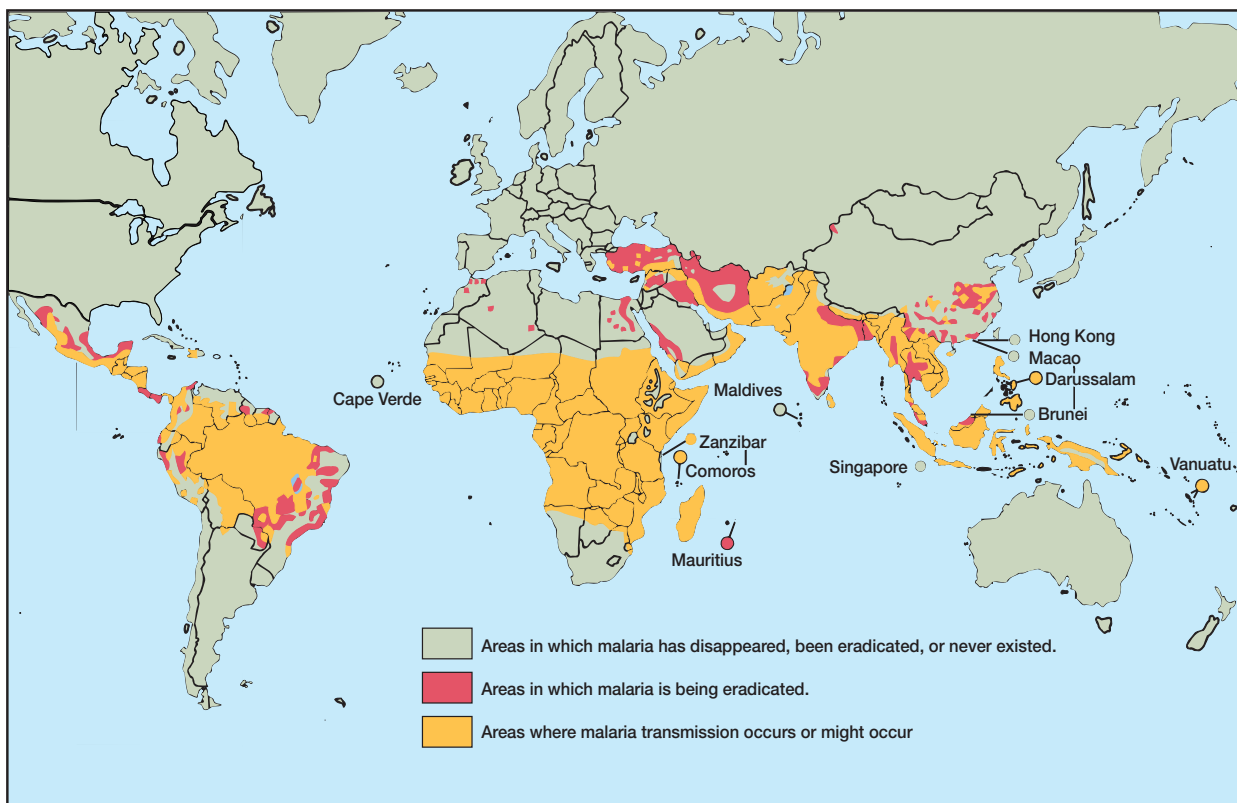 Hong Kong
Macao
Darussalam
Maldives
Cape Verde
Brunei
Zanzibar
Comoros
Singapore
Vanuatu
Mauritius
Areas in which malaria has disappeared, been eradicated, or never existed.
Areas in which malaria is being eradicated.
Areas where malaria transmission occurs or might occur